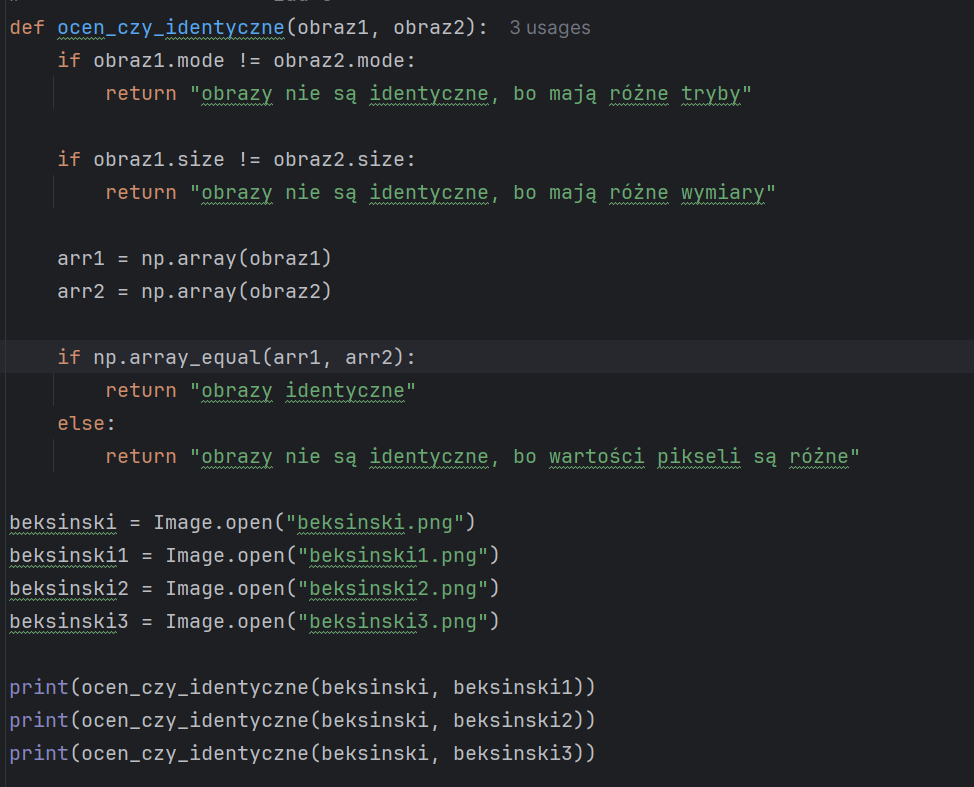 def ocen_czy_identyczne(obraz1, obraz2): 3 usages
    if obraz1.mode != obraz2.mode:
        return "obrazy nie są identyczne, bo mają różne tryby"
    if obraz1.size != obraz2.size:
        return "obrazy nie są identyczne, bo mają różne wymiary"
    arr1 = np.array(obraz1)
    arr2 = np.array(obraz2)
    if np.array_equal(arr1, arr2):
        return "obrazy identyczne"
    else:
        return "obrazy nie są identyczne, bo wartości pikseli są różne"
beksinski = Image.open("beksinski.png")
beksinski1 = Image.open("beksinski1.png")
beksinski2 = Image.open("beksinski2.png")
beksinski3 = Image.open("beksinski3.png")
print(ocen_czy_identyczne(beksinski, beksinski1))
print(ocen_czy_identyczne(beksinski, beksinski2))
print(ocen_czy_identyczne(beksinski, beksinski3))